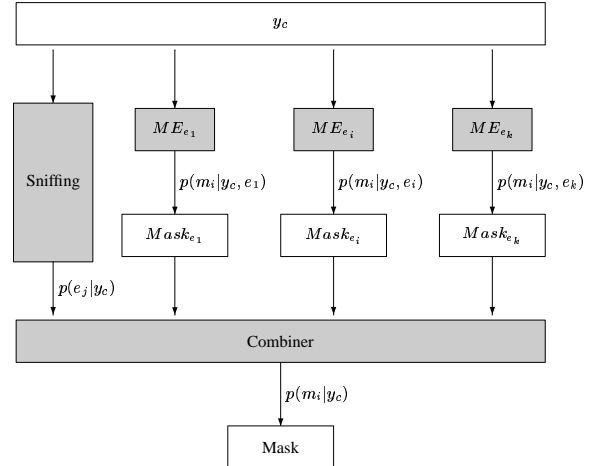 y_c
ME_{e_1} ME_{e_i} ME_{e_k}
Sniffing p(m_i|y_c, e_1) p(m_i|y_c, e_i) p(m_i|y_c, e_k)
Mask_{e_1} Mask_{e_i} Mask_{e_k}
p(e_j|y_c)
Combiner
p(m_i|y_c)
Mask